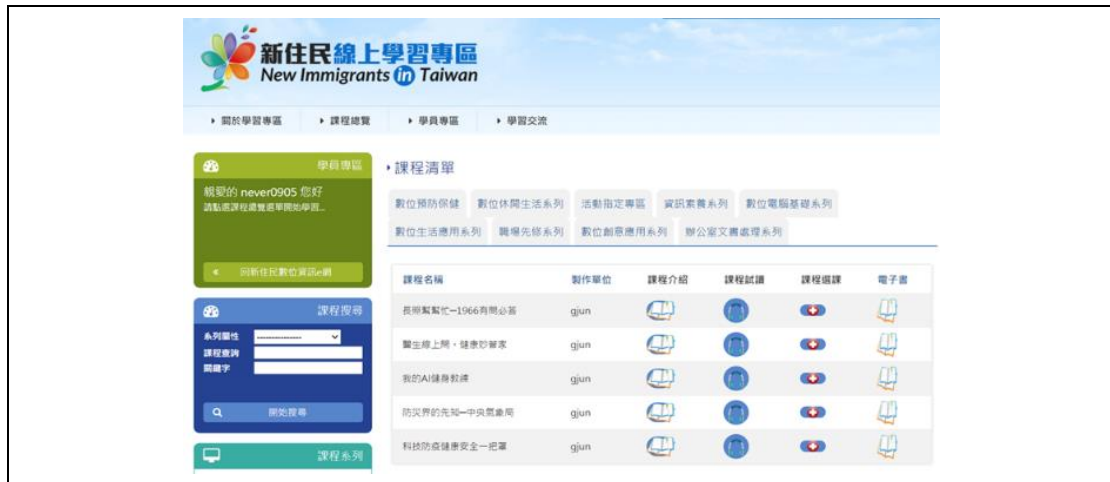 新住民線上學習專區
New Immigrants in Taiwan
關於學習專區 課程總覽 學員專區 學習交流
學員專區
親愛的 never0905 您好
請點選課程總覽選單開始學習...
回新住民數位資訊e網
課程搜尋
系列屬性
課程查詢
關鍵字
開始搜尋
課程系列
課程清單
數位預防保健 數位休閒生活系列 活動指定專區 資訊素養系列 數位電腦基礎系列
數位生活應用系列 職場先修系列 數位創意應用系列 辦公室文書處理系列
課程名稱 製作單位 課程介紹 課程試讀 課程選課 電子書
長照幫幫忙-1966有問必答 gjun
醫生線上問，健康妙管家 gjun
我的AI健身教練 gjun
防災界的先知-中央氣象局 gjun
科技防疫健康安全一把罩 gjun